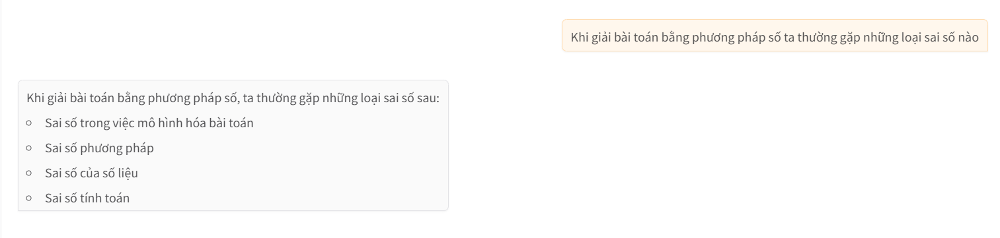 Khi giải bài toán bằng phương pháp số ta thường gặp những loại sai số nào
Khi giải bài toán bằng phương pháp số, ta thường gặp những loại sai số sau:
Sai số trong việc mô hình hóa bài toán
Sai số phương pháp
Sai số của số liệu
Sai số tính toán